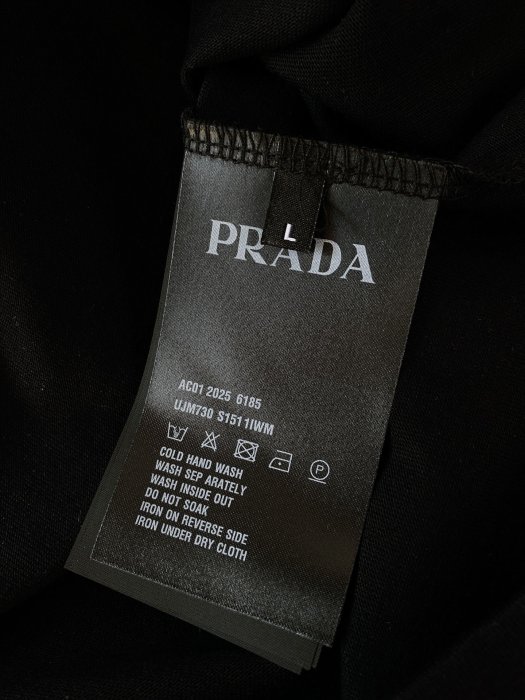 L
PRADA
AC01 2025 6185
UJM730 S1511IWM
P
COLD HAND WASH
WASH SEP ARATELY
WASH INSIDE OUT
DO NOT SOAK
IRON ON REVERSE SIDE
IRON UNDER DRY CLOTH